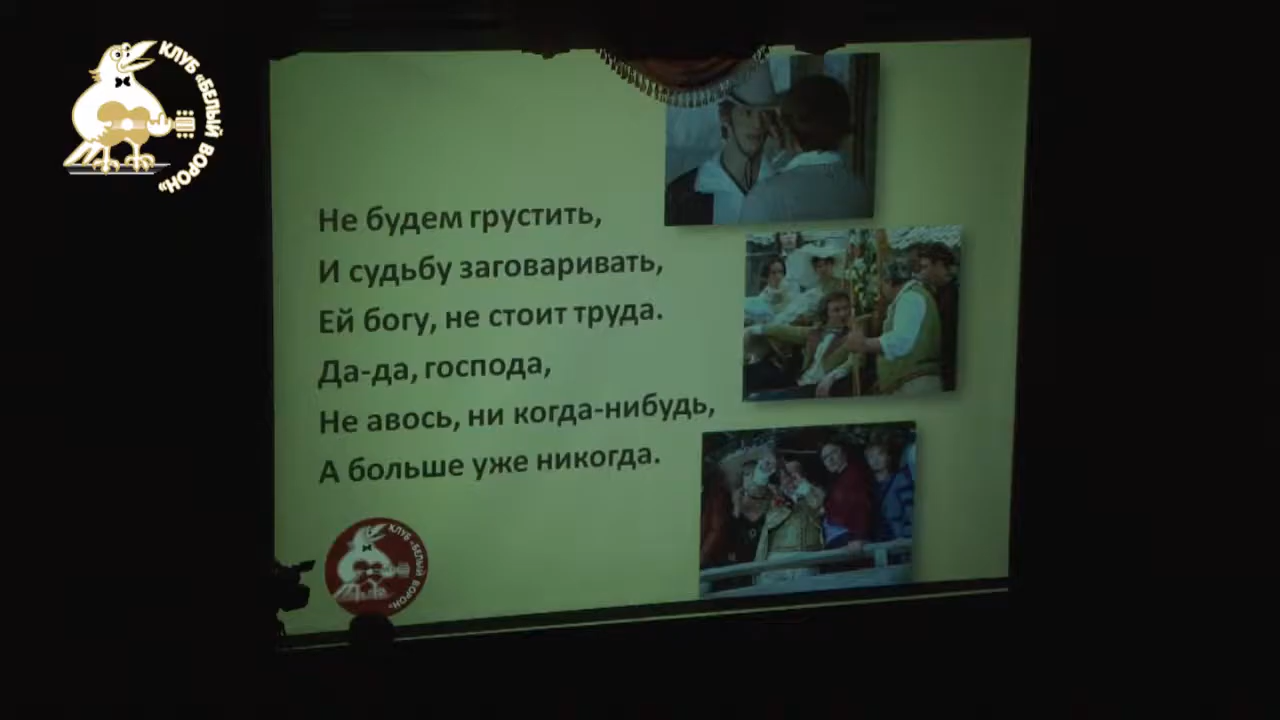 КЛУБ «БЕЛЫЙ ВОРОН»
Не будем грустить,
И судьбу заговаривать,
Ей богу, не стоит труда.
Да-да, господа,
Не авось, ни когда-нибудь,
А больше уже никогда.
КЛУБ «БЕЛЫЙ ВОРОН»